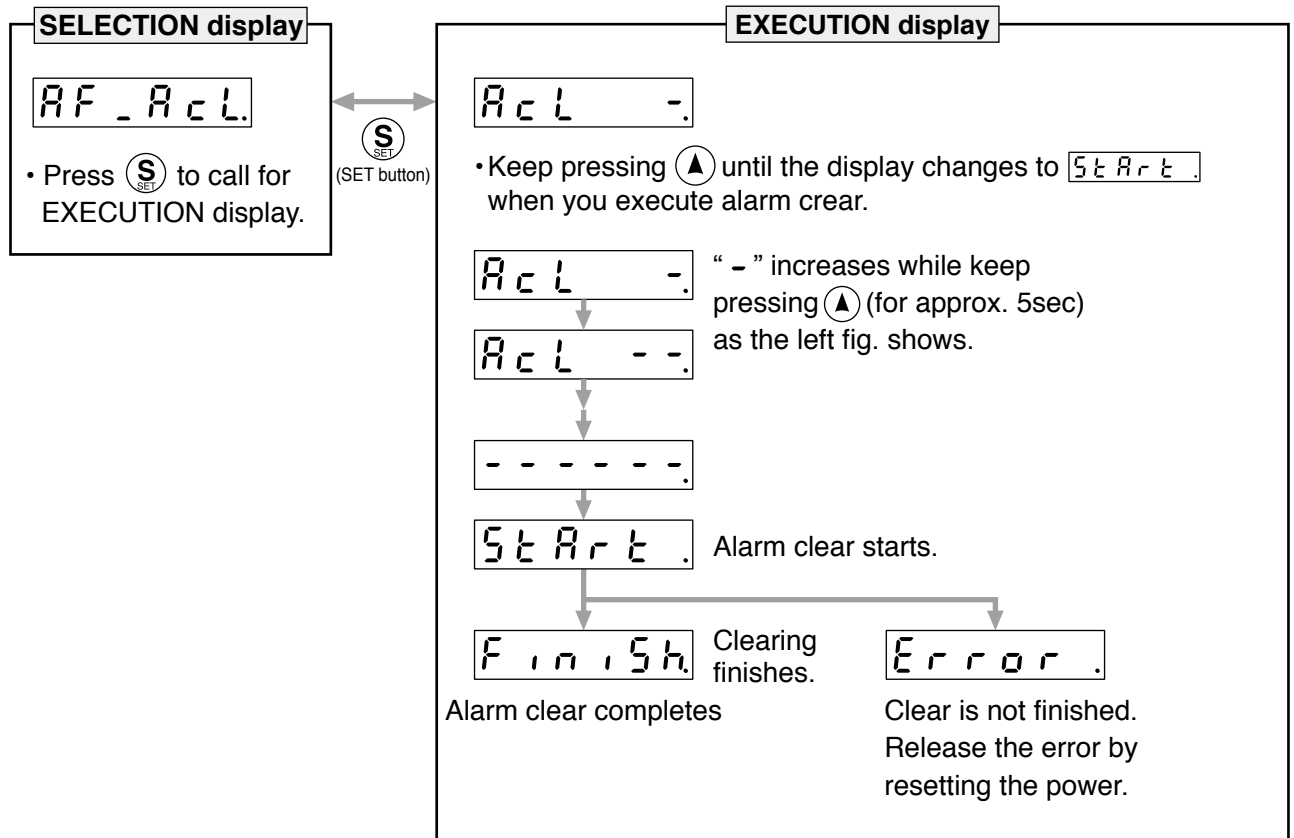 SELECTION display
AF_AcL.
• Press S SET to call for
EXECUTION display.
S SET
(SET button)
EXECUTION display
AcL -.
• Keep pressing ▲ until the display changes to StArt .
when you execute alarm crear.
AcL -.
“ - ” increases while keep
pressing ▲ (for approx. 5sec)
as the left fig. shows.
AcL --.
------.
StArt .
Alarm clear starts.
FiniSh.
Clearing
finishes.
Alarm clear completes
Error .
Clear is not finished.
Release the error by
resetting the power.